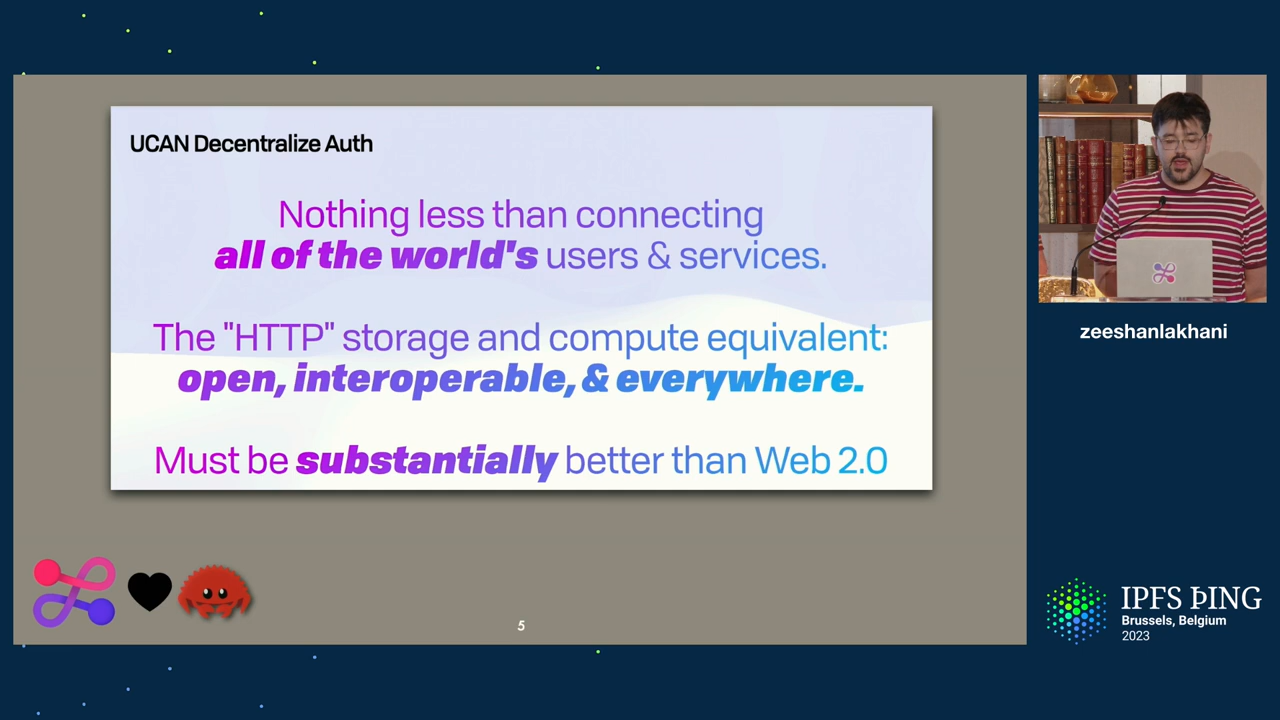 UCAN Decentralize Auth
Nothing less than connecting
all of the world's users & services.
The "HTTP" storage and compute equivalent:
open, interoperable, & everywhere.
Must be substantially better than Web 2.0
5
zeeshanlakhani
IPFS ÞING
Brussels, Belgium
2023